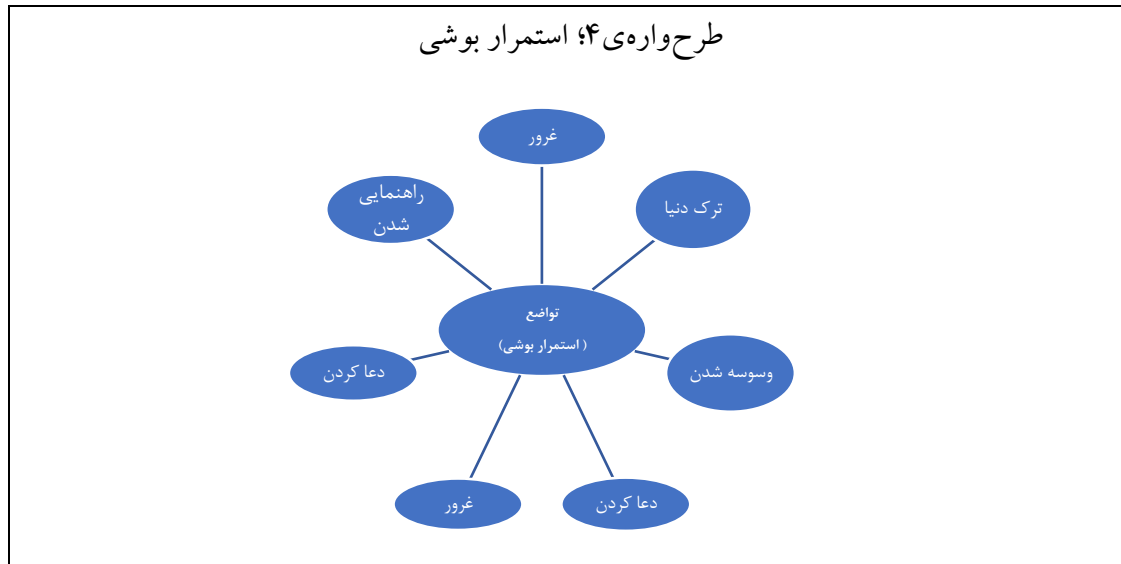 طرح‌واره‌ی۴؛ استمرار بوشی
غرور
ترک دنیا
راهنمایی
شدن
تواضع
(استمرار بوشی)
وسوسه شدن
دعا کردن
غرور
دعا کردن